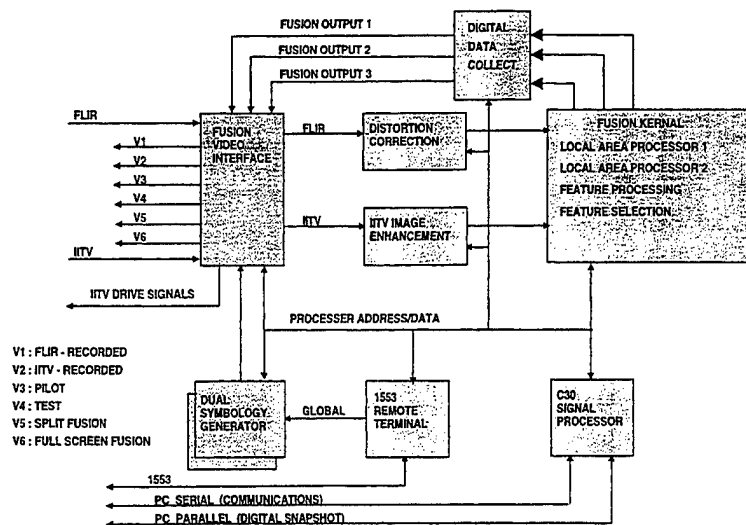 FUSION OUTPUT 1
FUSION OUTPUT 2
FUSION OUTPUT 3
DIGITAL
DATA
COLLECT.
FLIR
V1
V2
V3
V4
V5
V6
IITV
IITV DRIVE SIGNALS
FUSION
VIDEO
INTERFACE
FLIR
DISTORTION
CORRECTION
IITV
IITV IMAGE
ENHANCEMENT
FUSION KERNAL
LOCAL AREA PROCESSOR 1
LOCAL AREA PROCESSOR 2
FEATURE PROCESSING
FEATURE SELECTION
PROCESSER ADDRESS/DATA
V1 : FLIR - RECORDED
V2 : IITV - RECORDED
V3 : PILOT
V4 : TEST
V5 : SPLIT FUSION
V6 : FULL SCREEN FUSION
DUAL
SYMBOLOGY
GENERATOR
GLOBAL
1553
REMOTE
TERMINAL
C30
SIGNAL
PROCESSOR
1553
PC_SERIAL (COMMUNICATIONS)
PC_PARALLEL (DIGITAL SNAPSHOT)